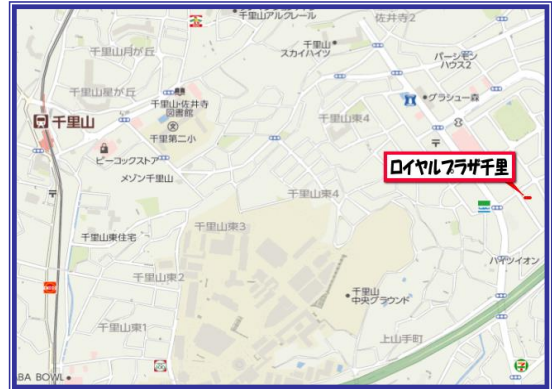 千里山アルクレール
佐井寺2
千里山
スカイハイツ
千里山月が丘
パーシモン
ハウス2
千里山星が丘
千里山・佐井寺
図書館
グラシュー森
千里山
千里山東4
千里第二小
ピーコックストア
ロイヤルプラザ千里
メゾン千里山
千里山東4
千里山東3
千里山東住宅
ハイツイオン
千里山東2
千里山
中央グラウンド
千里山東1
上山手町
BA BOWL